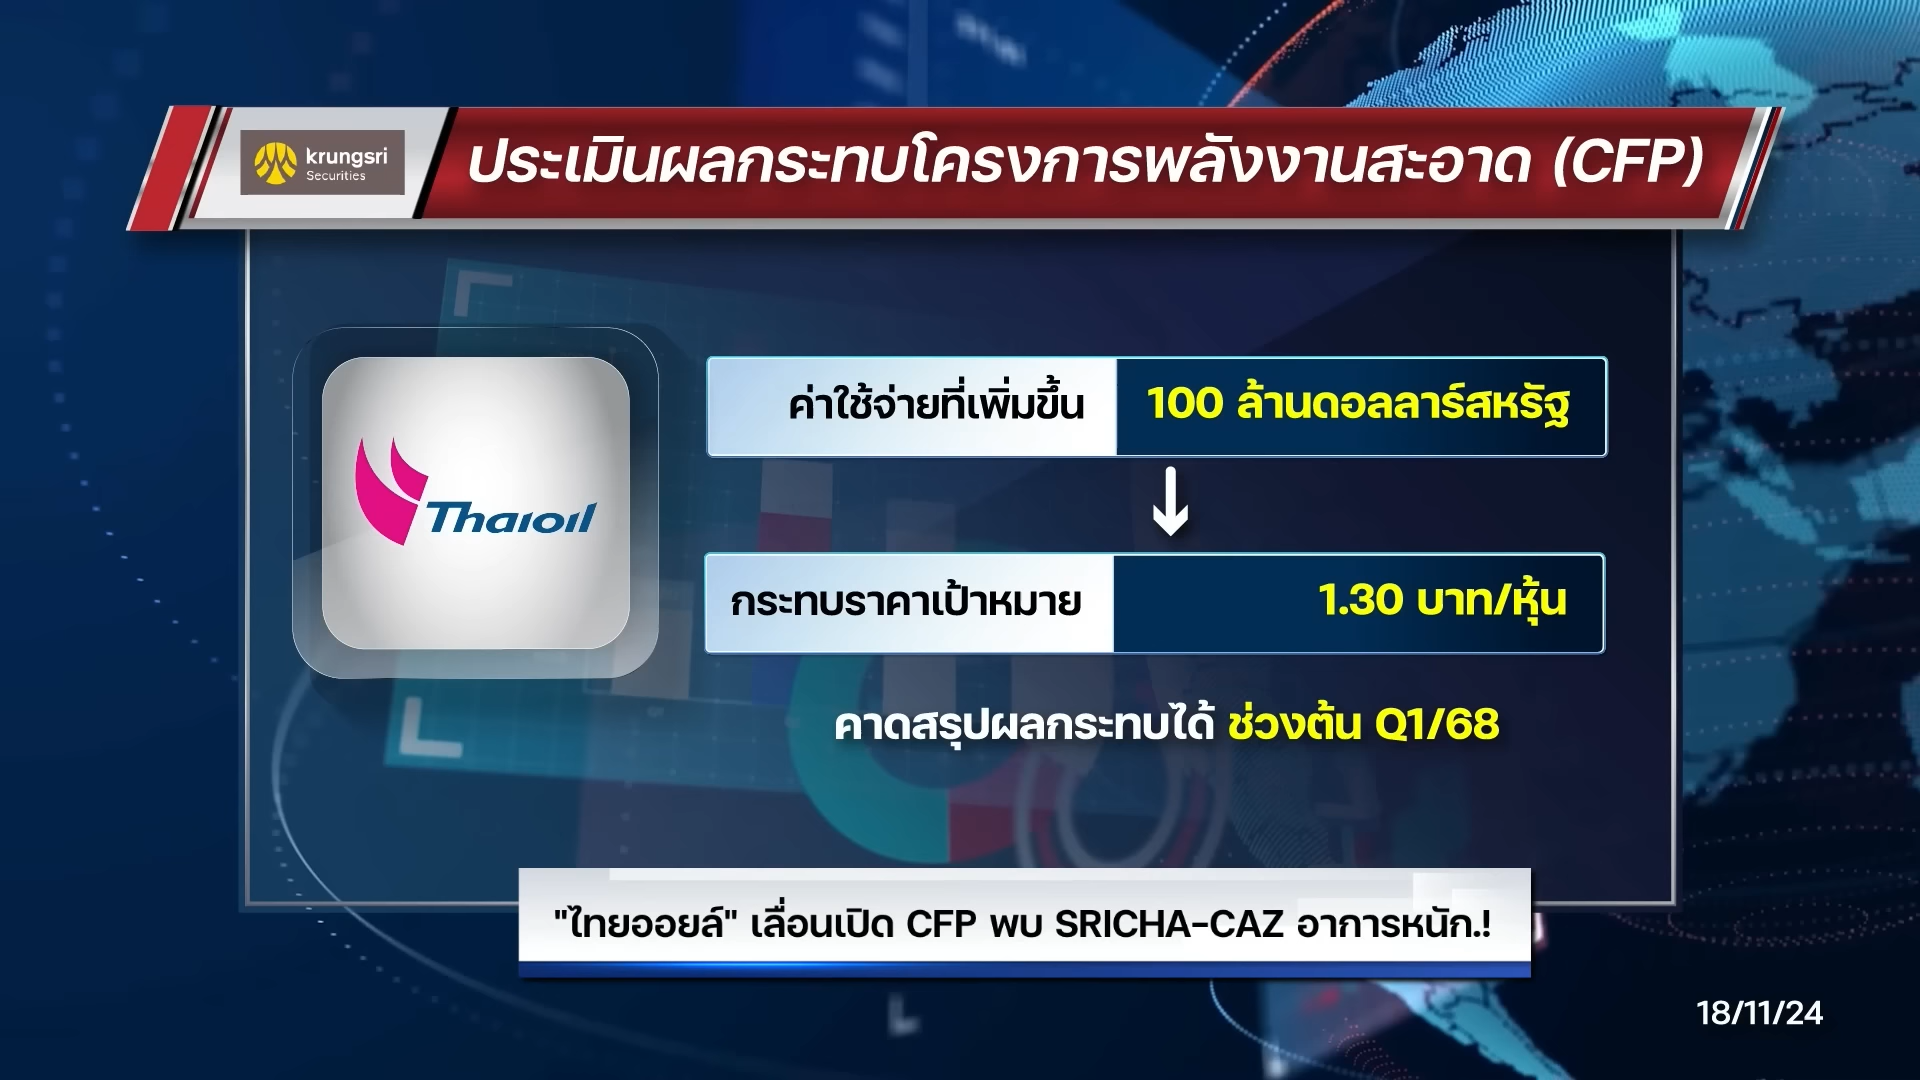 krungsri
Securities
ประเมินผลกระทบโครงการพลังงานสะอาด (CFP)
Thaioil
ค่าใช้จ่ายที่เพิ่มขึ้น 100 ล้านดอลลาร์สหรัฐ
กระทบราคาเป้าหมาย 1.30 บาท/หุ้น
คาดสรุปผลกระทบได้ ช่วงต้น Q1/68
"ไทยออยล์" เลื่อนเปิด CFP พบ SRICHA-CAZ อาการหนัก.!
18/11/24